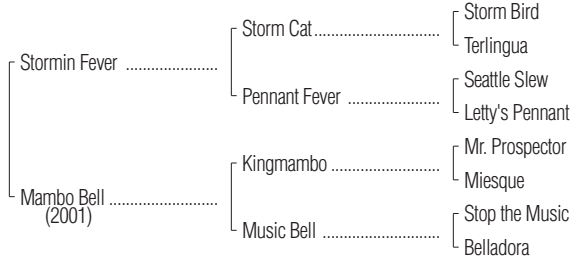 Storm Bird
Storm Cat
Terlingua
Stormin Fever
Seattle Slew
Pennant Fever
Letty's Pennant
Mr. Prospector
Kingmambo
Miesque
Mambo Bell
(2001)
Stop the Music
Music Bell
Belladora